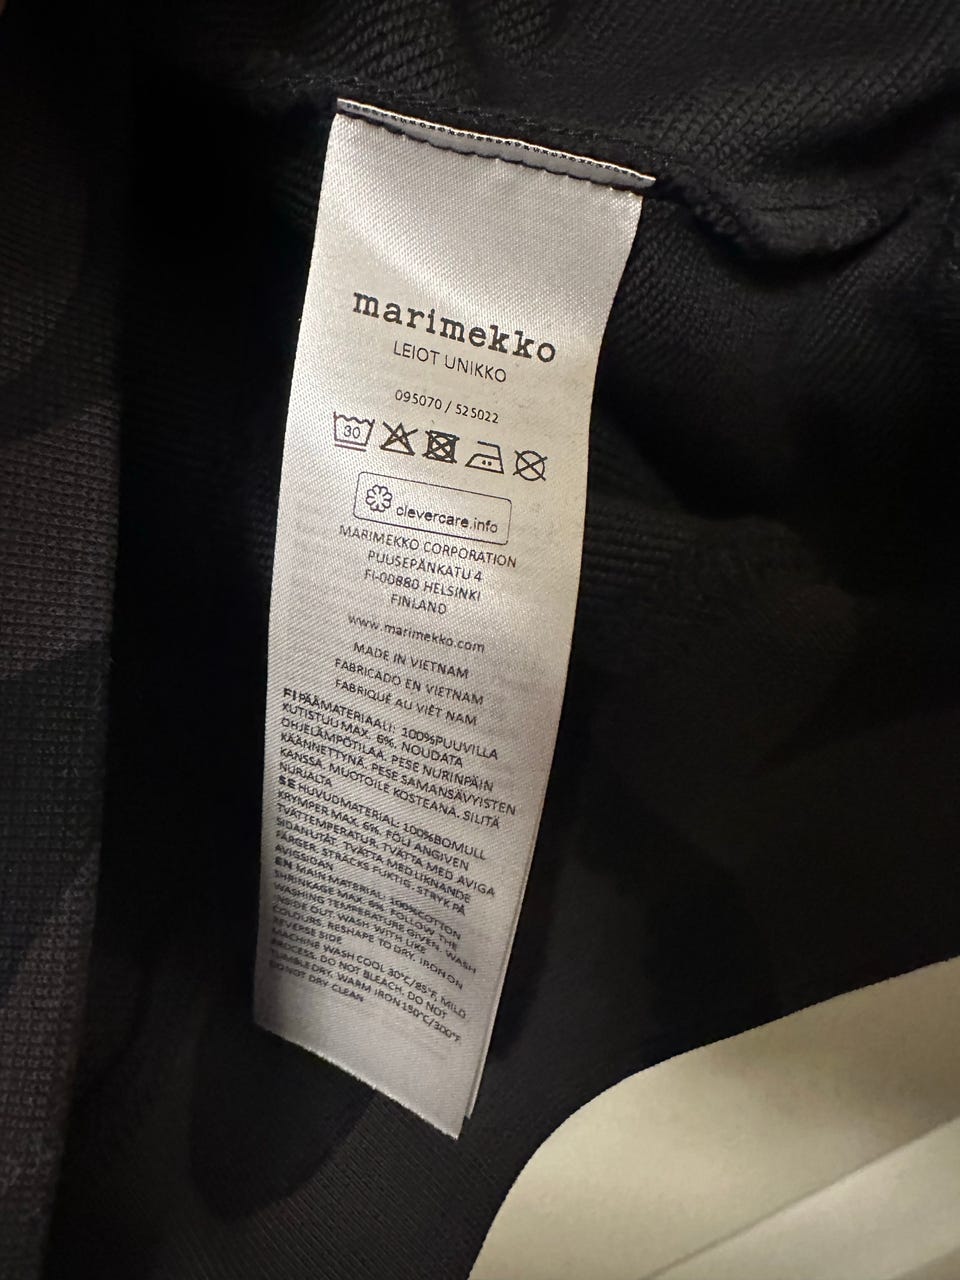 marimekko
LEIOT UNIKKO
095070 / 525022
30
clevercare.info
MARIMEKKO CORPORATION
PUUSEPÄNKATU 4
FI-00880 HELSINKI
FINLAND
www.marimekko.com
MADE IN VIETNAM
FABRICADO EN VIETNAM
FABRIQUÉ AU VIÊT NAM
FI PÄÄMATERIAALI: 100%PUUVILLA
KUTISTUU MAX. 6%. NOUDATA
OHJELÄMPÖTILAA. PESE NURINPÄIN
KÄÄNNETTYNÄ. PESE SAMANSÄVYISTEN
KANSSA. MUOTOILE KOSTEANA. SILITÄ
NURJALTA
SE HUVUDMATERIAL: 100%BOMULL
KRYMPER MAX. 6%. FÖLJ ANGIVEN
TVÄTTEMPERATUR. TVÄTTA MED AVIGA
SIDAN UTÅT. TVÄTTA MED LIKNANDE
FÄRGER. STRÄCKS FUKTIG. STRYK PÅ
AVIGSIDAN
EN MAIN MATERIAL: 100%COTTON
SHRINKAGE MAX. 6%. FOLLOW THE
WASHING TEMPERATURE GIVEN. WASH
INSIDE OUT. WASH WITH LIKE
COLOURS. RESHAPE TO DRY. IRON ON
REVERSE SIDE
MACHINE WASH COOL 30°C/85°F, MILD
PROCESS. DO NOT BLEACH. DO NOT
TUMBLE DRY. WARM IRON 150°C/300°F.
DO NOT DRY CLEAN